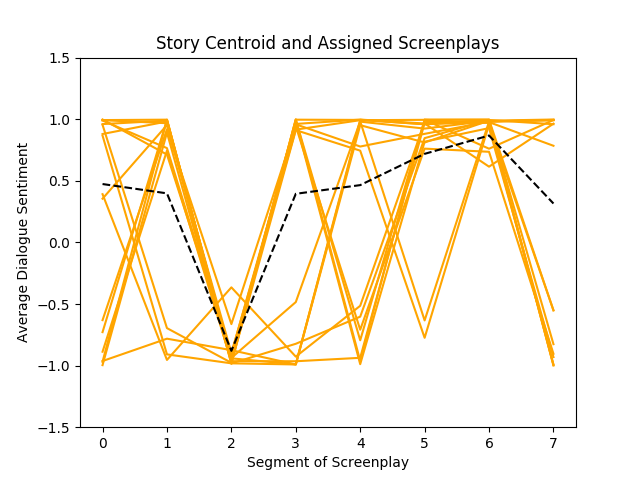 Story Centroid and Assigned Screenplays
Average Dialogue Sentiment
1.5
1.0
0.5
0.0
−0.5
−1.0
−1.5
0 1 2 3 4 5 6 7
Segment of Screenplay